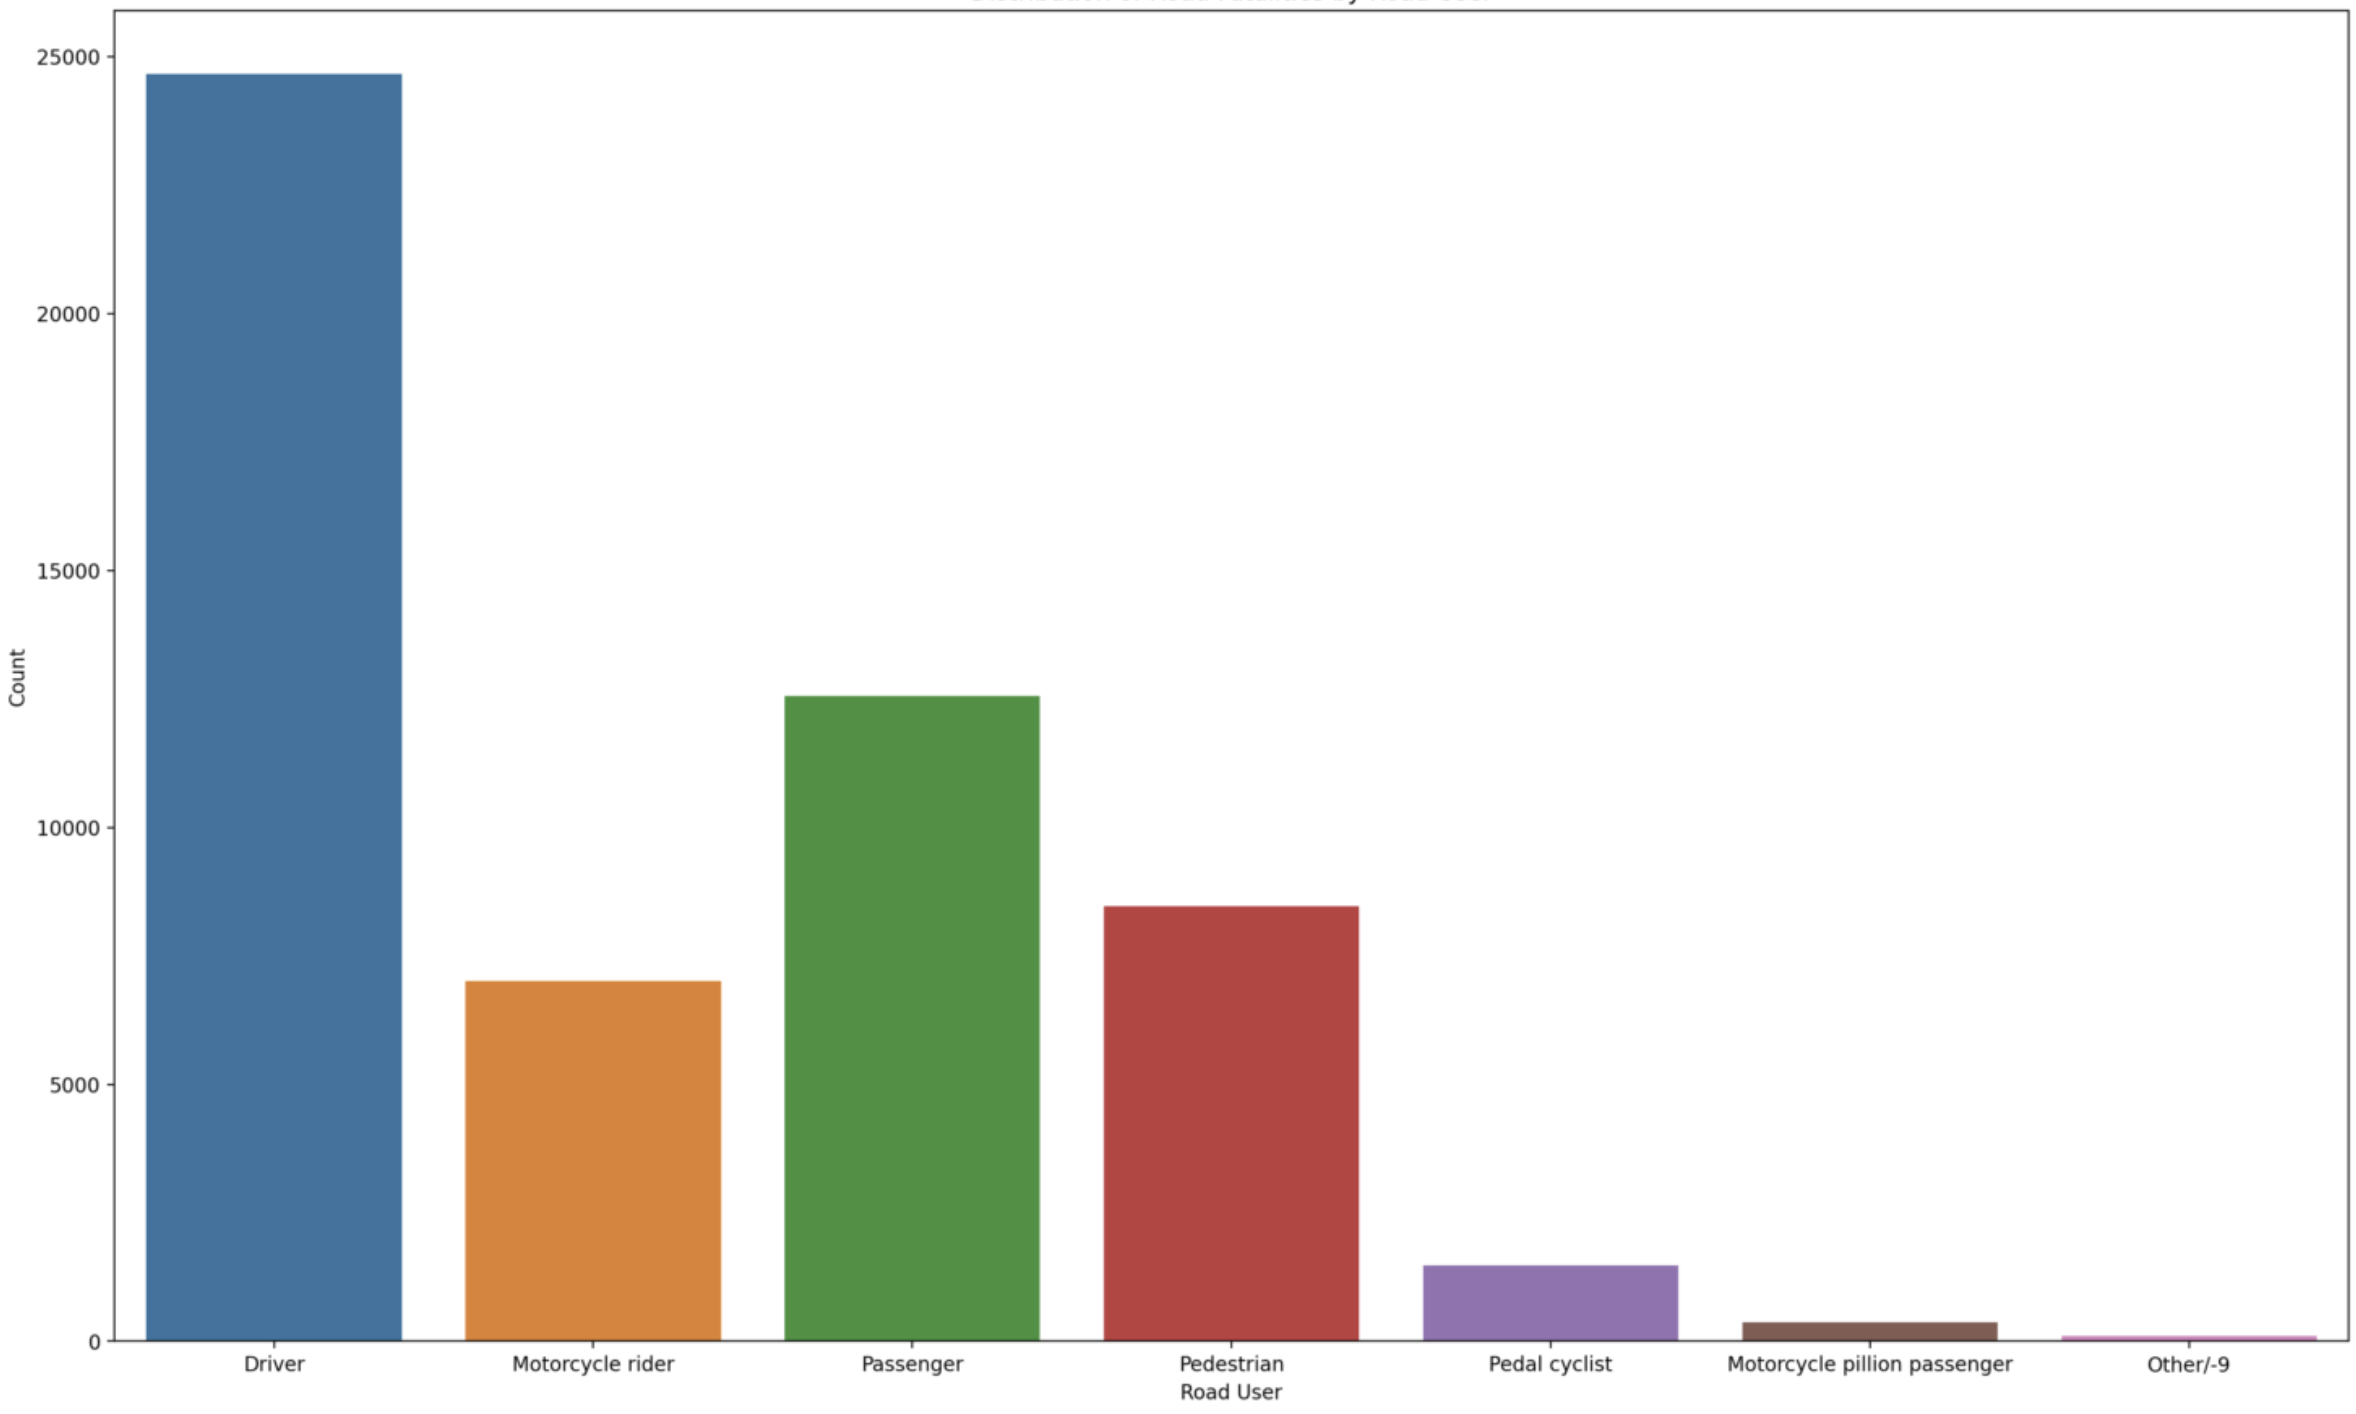 25000
20000
15000
10000
5000
0
Count
Driver
Motorcycle rider
Passenger
Pedestrian
Pedal cyclist
Motorcycle pillion passenger
Other/-9
Road User